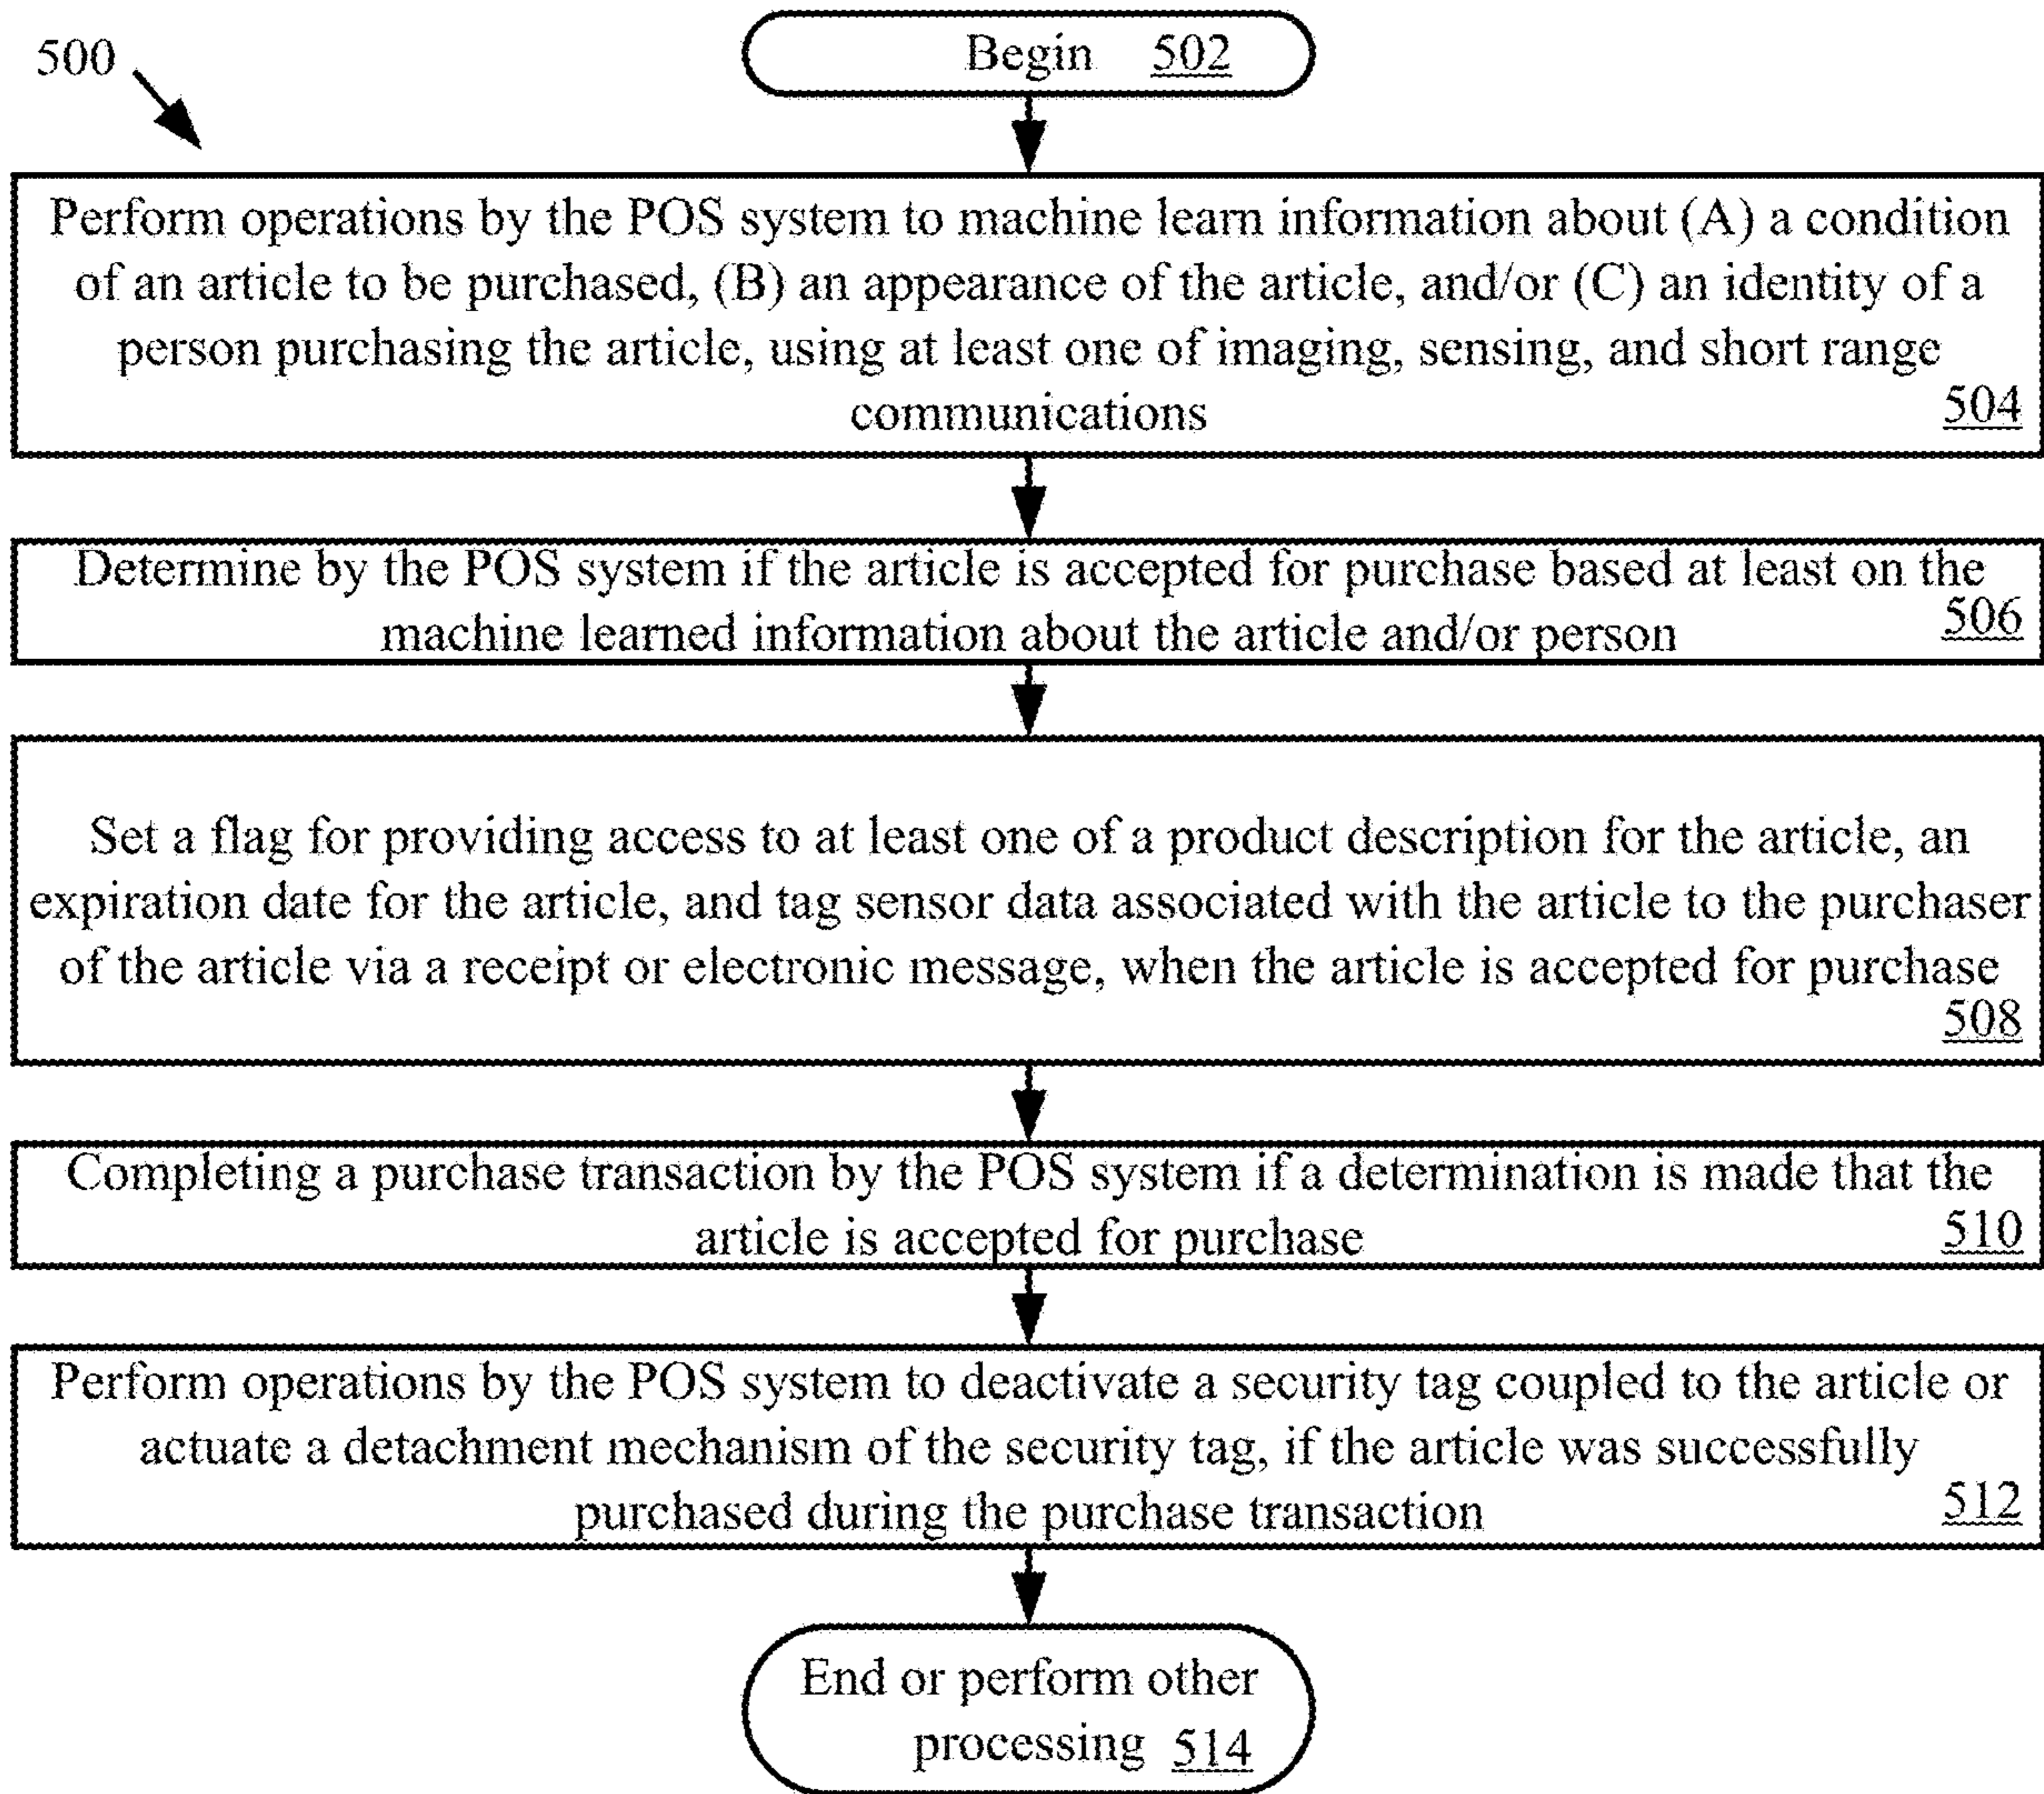 500
Begin 502
Perform operations by the POS system to machine learn information about (A) a condition
of an article to be purchased, (B) an appearance of the article, and/or (C) an identity of a
person purchasing the article, using at least one of imaging, sensing, and short range
communications 504
Determine by the POS system if the article is accepted for purchase based at least on the
machine learned information about the article and/or person 506
Set a flag for providing access to at least one of a product description for the article, an
expiration date for the article, and tag sensor data associated with the article to the purchaser
of the article via a receipt or electronic message, when the article is accepted for purchase
508
Completing a purchase transaction by the POS system if a determination is made that the
article is accepted for purchase 510
Perform operations by the POS system to deactivate a security tag coupled to the article or
actuate a detachment mechanism of the security tag, if the article was successfully
purchased during the purchase transaction 512
End or perform other
processing 514